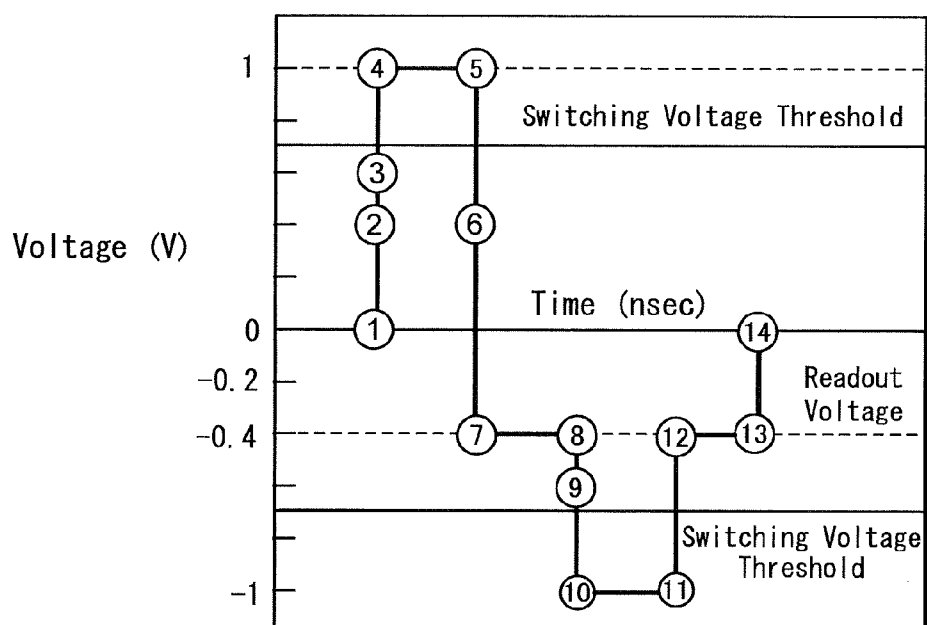 1
4
5
Switching Voltage Threshold
3
2
6
Voltage (V)
Time (nsec)
0
1
14
-0.2
Readout
Voltage
-0.4
7
8
12
13
9
Switching Voltage
Threshold
-1
10
11